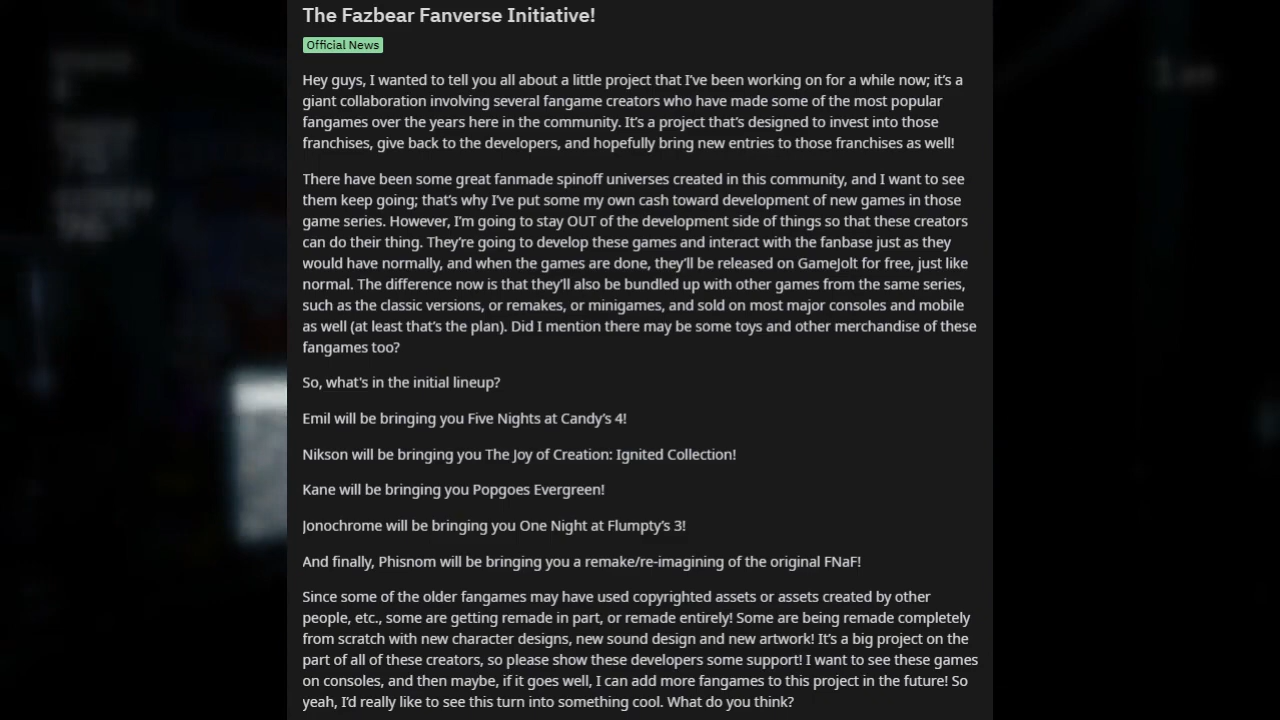 The Fazbear Fanverse Initiative!
Official News
Hey guys, I wanted to tell you all about a little project that I've been working on for a while now; it's a
giant collaboration involving several fangame creators who have made some of the most popular
fangames over the years here in the community. It's a project that's designed to invest into those
franchises, give back to the developers, and hopefully bring new entries to those franchises as well!
There have been some great fanmade spinoff universes created in this community, and I want to see
them keep going; that's why I've put some my own cash toward development of new games in those
game series. However, I'm going to stay OUT of the development side of things so that these creators
can do their thing. They're going to develop these games and interact with the fanbase just as they
would have normally, and when the games are done, they'll be released on GameJolt for free, just like
normal. The difference now is that they'll also be bundled up with other games from the same series,
such as the classic versions, or remakes, or minigames, and sold on most major consoles and mobile
as well (at least that's the plan). Did I mention there may be some toys and other merchandise of these
fangames too?
So, what's in the initial lineup?
Emil will be bringing you Five Nights at Candy's 4!
Nikson will be bringing you The Joy of Creation: Ignited Collection!
Kane will be bringing you Popgoes Evergreen!
Jonochrome will be bringing you One Night at Flumpty's 3!
And finally, Phisnom will be bringing you a remake/re-imagining of the original FNaF!
Since some of the older fangames may have used copyrighted assets or assets created by other
people, etc., some are getting remade in part, or remade entirely! Some are being remade completely
from scratch with new character designs, new sound design and new artwork! It's a big project on the
part of all of these creators, so please show these developers some support! I want to see these games
on consoles, and then maybe, if it goes well, I can add more fangames to this project in the future! So
yeah, I'd really like to see this turn into something cool. What do you think?